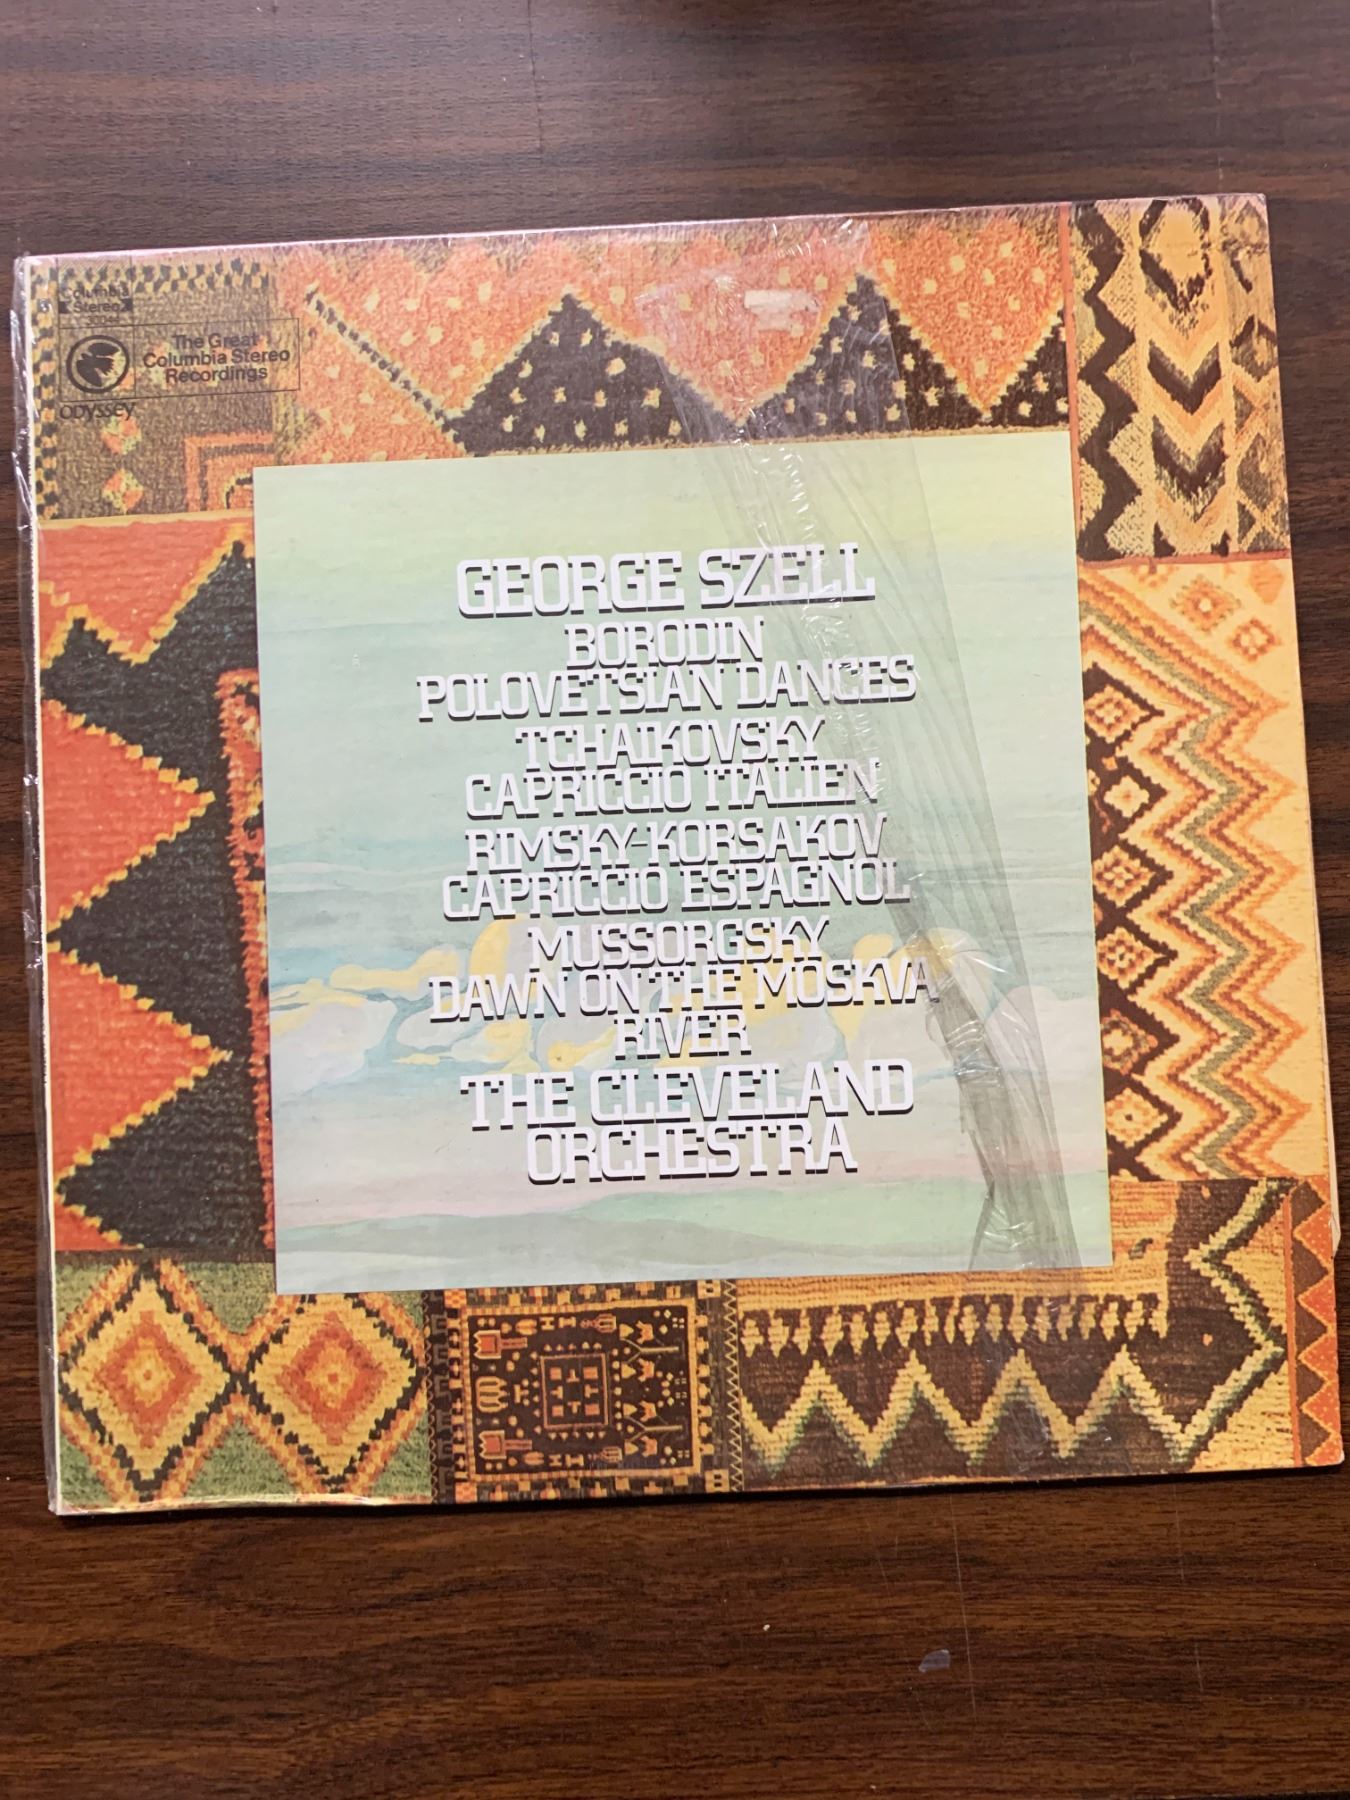 Columbia
Stereo
The Great
Columbia Stereo
Recordings
ODYSSEY
GEORGE SZELL
BORODIN
POLOVETSIAN DANCES
TCHAIKOVSKY
CAPRICCIO ITALIEN
RIMSKY-KORSAKOV
CAPRICCIO ESPAGNOL
MUSSORGSKY
DAWN ON THE MOSKVA
RIVER
THE CLEVELAND
ORCHESTRA